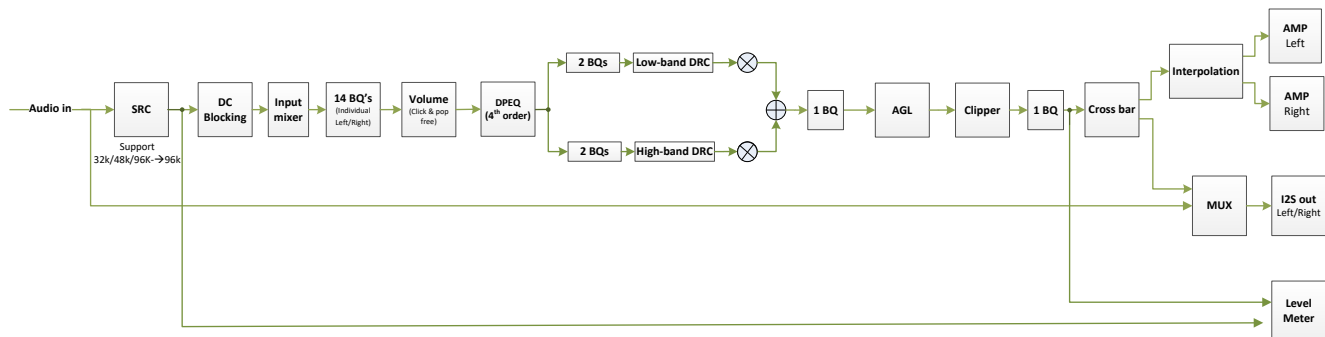 Audio in
SRC
Support
32k/48k/96K-→96k
DC
Blocking
Input
mixer
14 BQ's
(Individual
Left/Right)
Volume
(Click & pop
free)
DPEQ
(4th order)
2 BQs
Low-band DRC
2 BQs
High-band DRC
1 BQ
AGL
Clipper
1 BQ
Cross bar
Interpolation
AMP
Left
AMP
Right
MUX
I2S out
Left/Right
Level
Meter